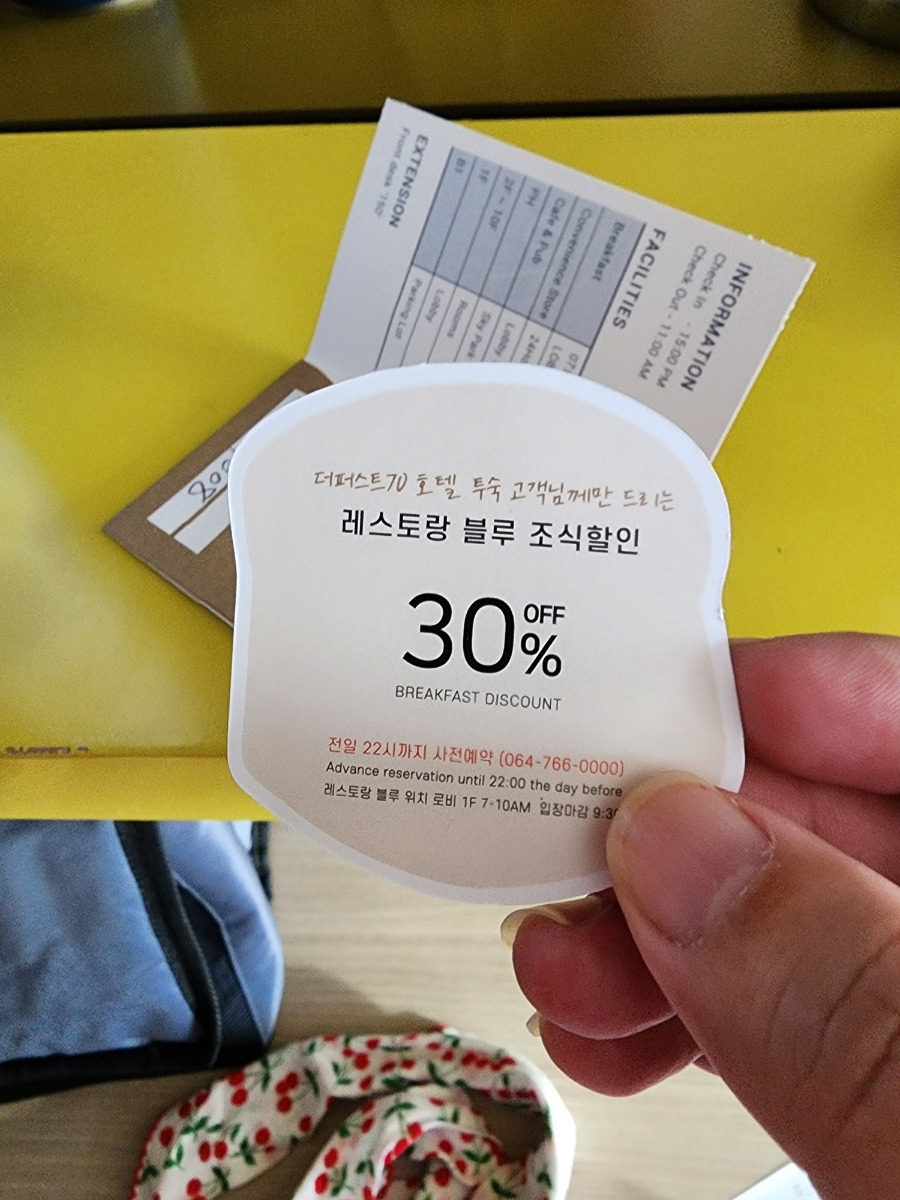 INFORMATION
Check In - 15:00 PM
Check Out - 11:00 AM
FACILITIES
Breakfast
Convenience Store
Cafe & Pub
PH
2F ~ 10F
1F
B1
Lobby
Sky Park
Rooms
Lobby
Parking Lot
EXTENSION
Front desk
더퍼스트70 호텔 투숙 고객님께만 드리는
레스토랑 블루 조식할인
30% OFF
BREAKFAST DISCOUNT
전일 22시까지 사전예약 (064-766-0000)
Advance reservation until 22:00 the day before
레스토랑 블루 위치 로비 1F 7-10AM 입장마감